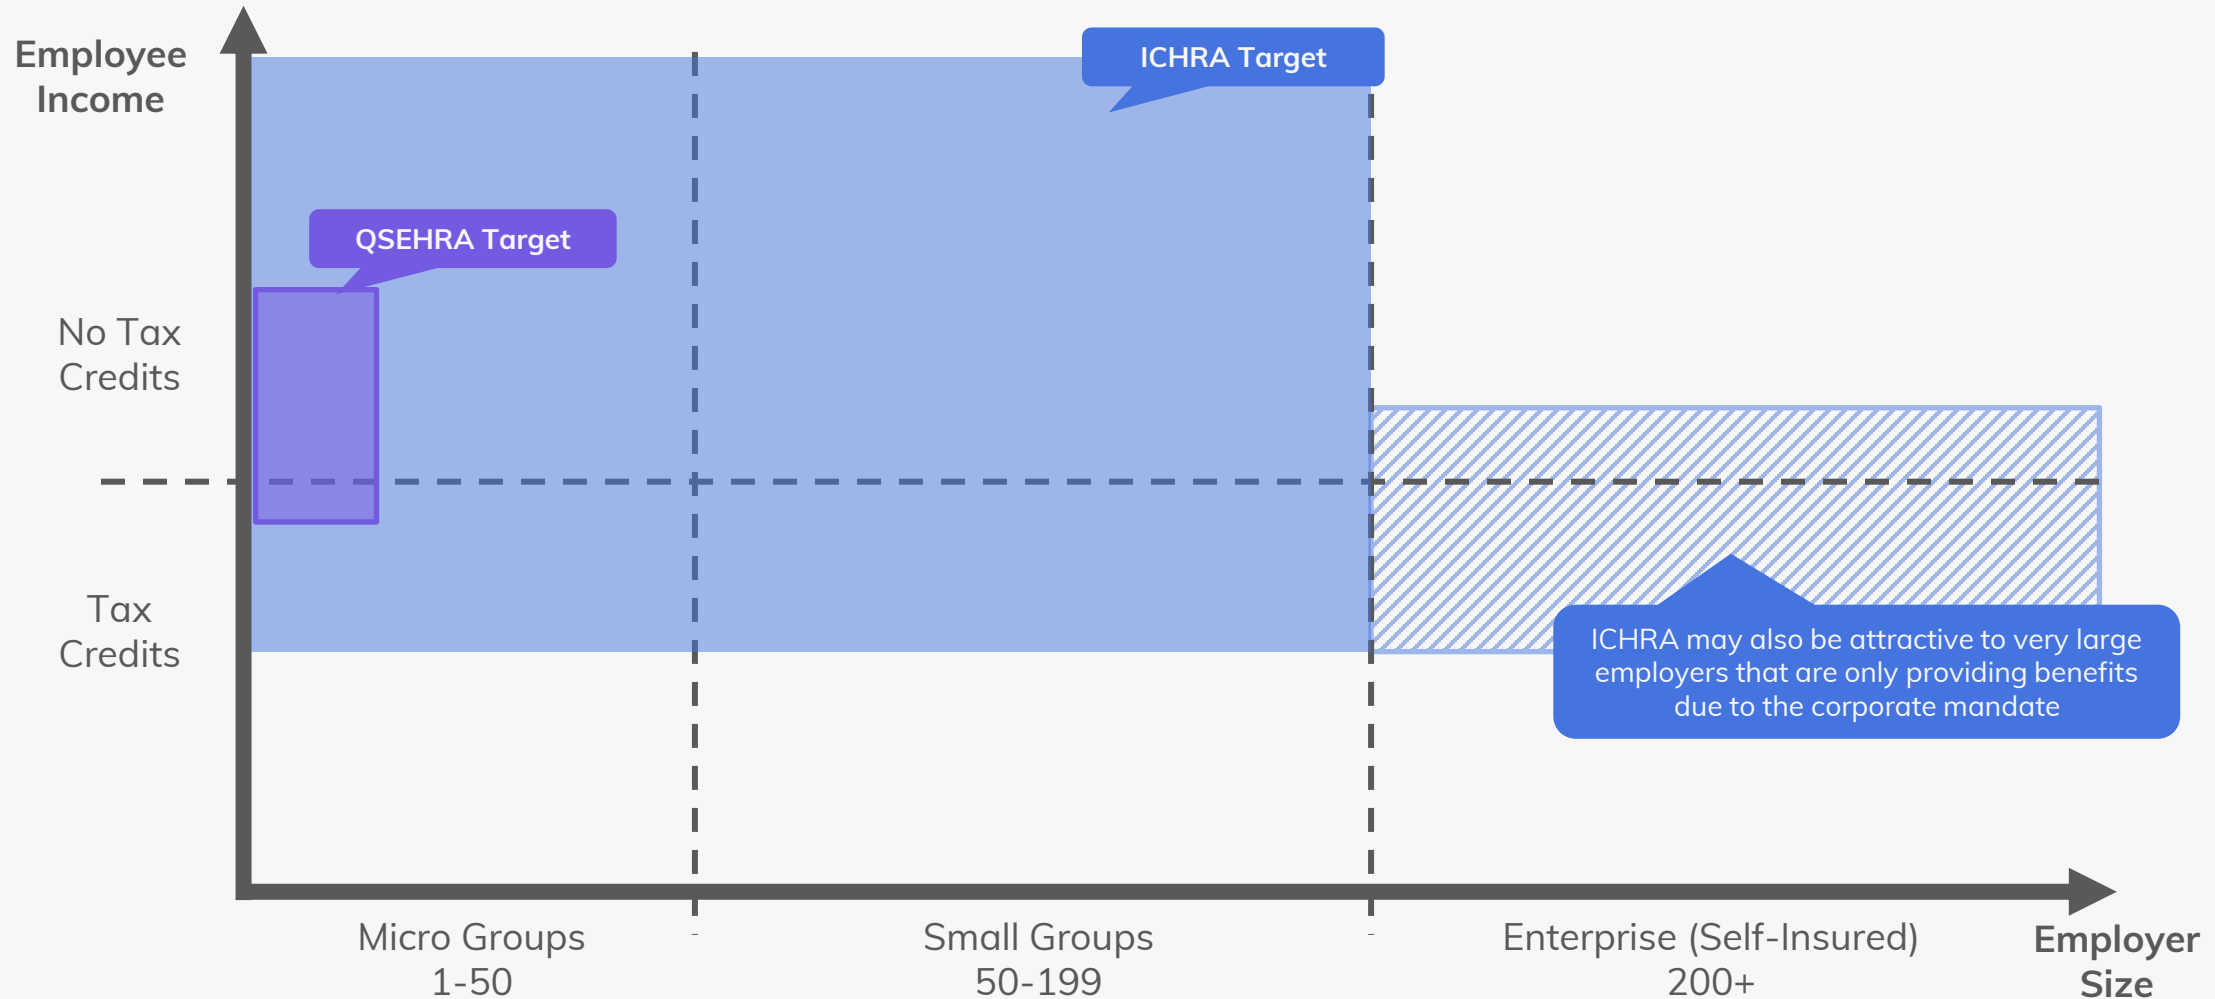 Employee
Income
ICHRA Target
QSEHRA Target
No Tax
Credits
Tax
Credits
ICHRA may also be attractive to very large
employers that are only providing benefits
due to the corporate mandate
Micro Groups
1-50
Small Groups
50-199
Enterprise (Self-Insured)
200+
Employer
Size